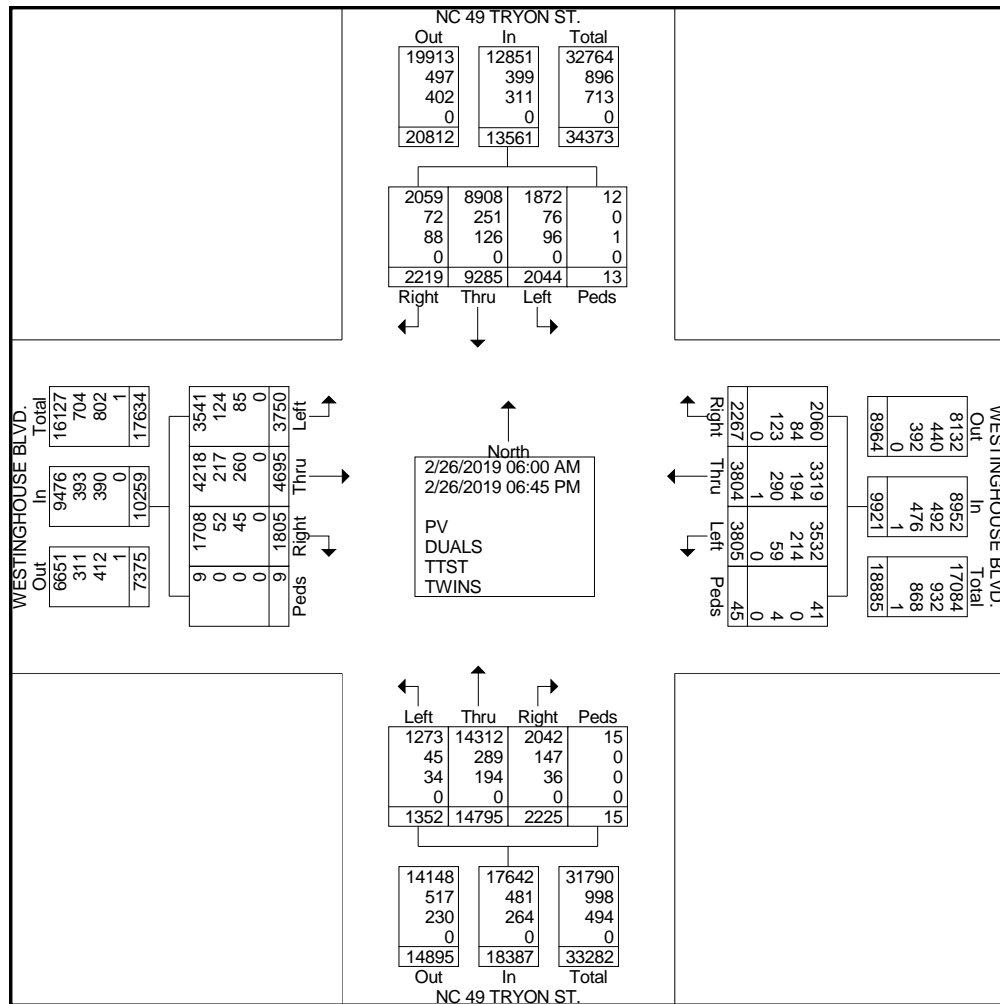 NC 49 TRYON ST.
Out In Total
19913 12851 32764
497 399 896
402 311 713
0 0 0
20812 13561 34373
2059 8908 1872 12
72 251 76 0
88 126 96 1
0 0 0 0
2219 9285 2044 13
Right Thru Left Peds
WESTINGHOUSE BLVD.
Total
16127
704
802
1
17634
In
9476
393
390
0
10259
Out
6651
311
412
1
7375
Left
3541
124
85
0
3750
Thru
4218
217
260
0
4695
Right
1708
52
45
0
1805
Peds
9
0
0
0
9
North
2/26/2019 06:00 AM
2/26/2019 06:45 PM
PV
DUALS
TTST
TWINS
Right
2060
84
123
0
2267
Thru
3319
194
290
1
3804
Left
3532
214
59
0
3805
Peds
41
0
4
0
45
WESTINGHOUSE BLVD.
Out
8132
440
392
0
8964
In
8952
492
476
1
9921
Total
17084
932
868
1
18885
Left Thru Right Peds
1273 14312 2042 15
45 289 147 0
34 194 36 0
0 0 0 0
1352 14795 2225 15
14148 17642 31790
517 481 998
230 264 494
0 0 0
14895 18387 33282
Out In Total
NC 49 TRYON ST.